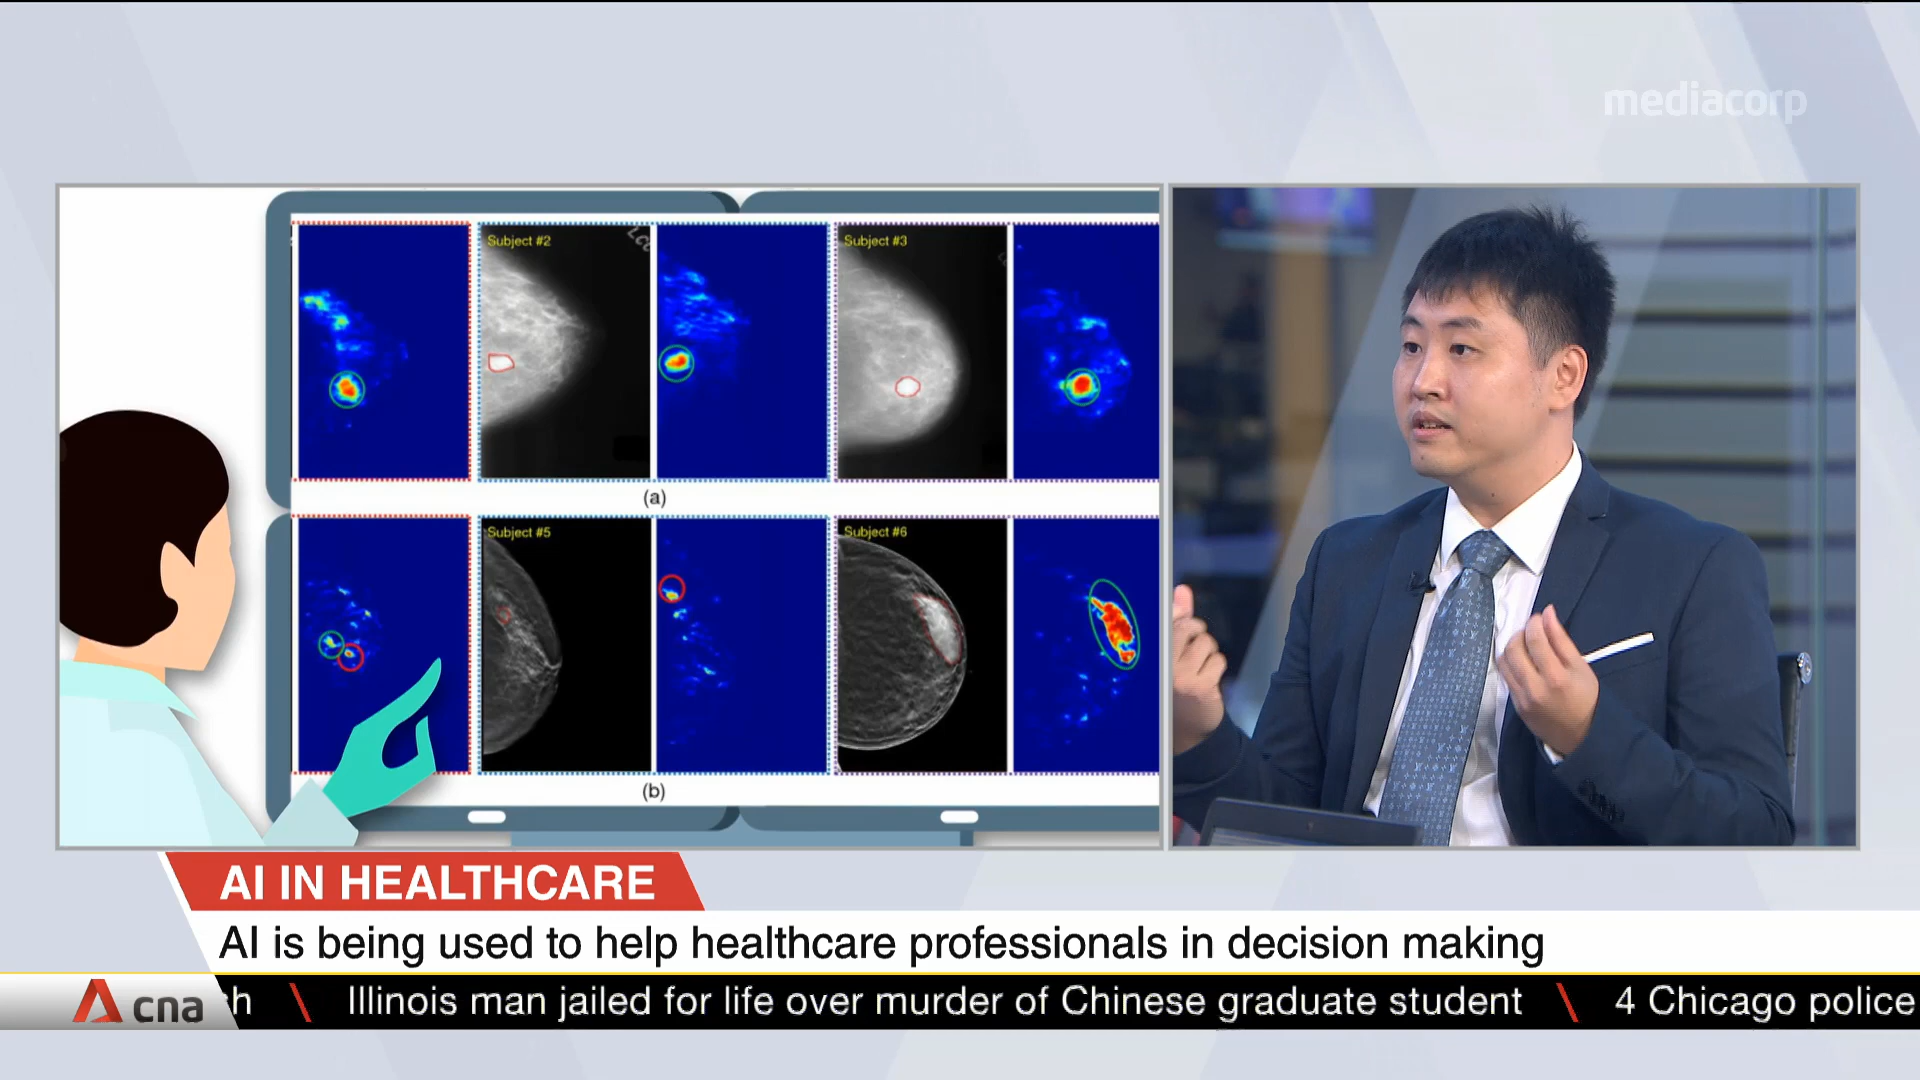 mediacorp
Subject #2
Subject #3
(a)
Subject #5
Subject #6
(b)
AI IN HEALTHCARE
AI is being used to help healthcare professionals in decision making
cna
h \ Illinois man jailed for life over murder of Chinese graduate student \ 4 Chicago police